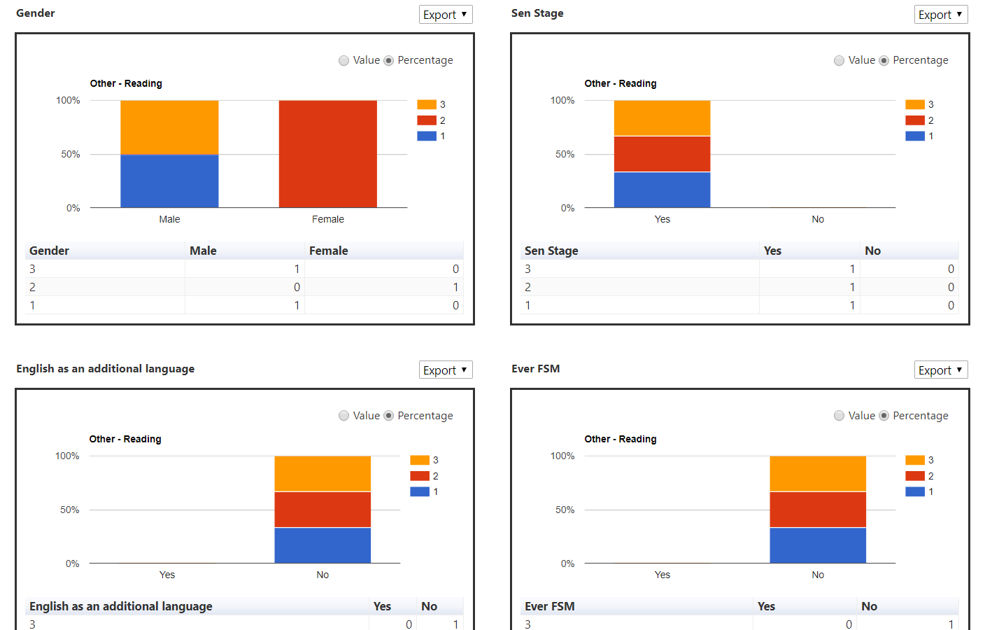 Gender
Export ▼
Value Percentage
Other - Reading
100%
50%
0%
3
2
1
Male Female
Gender Male Female
3 1 0
2 0 1
1 1 0
Sen Stage
Export ▼
Value Percentage
Other - Reading
100%
50%
0%
3
2
1
Yes No
Sen Stage Yes No
3 1 0
2 1 0
1 1 0
English as an additional language
Export ▼
Value Percentage
Other - Reading
100%
50%
0%
3
2
1
Yes No
English as an additional language Yes No
3 0 1
Ever FSM
Export ▼
Value Percentage
Other - Reading
100%
50%
0%
3
2
1
Yes No
Ever FSM Yes No
3 0 1